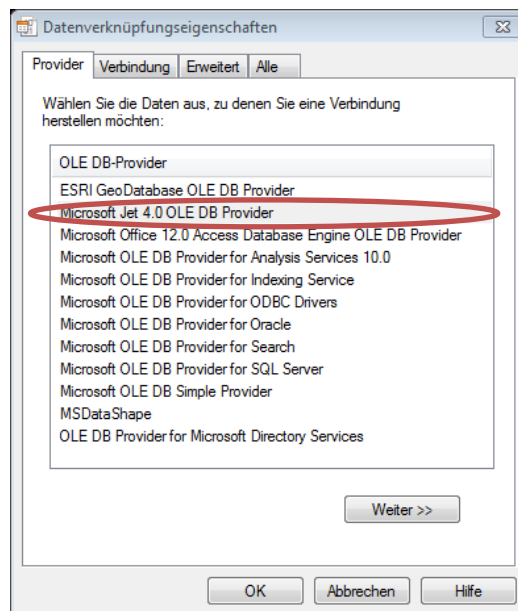 Datenverknüpfungseigenschaften
Provider Verbindung Erweitert Alle
Wählen Sie die Daten aus, zu denen Sie eine Verbindung
herstellen möchten:
OLE DB-Provider
ESRI GeoDatabase OLE DB Provider
Microsoft Jet 4.0 OLE DB Provider
Microsoft Office 12.0 Access Database Engine OLE DB Provider
Microsoft OLE DB Provider for Analysis Services 10.0
Microsoft OLE DB Provider for Indexing Service
Microsoft OLE DB Provider for ODBC Drivers
Microsoft OLE DB Provider for Oracle
Microsoft OLE DB Provider for Search
Microsoft OLE DB Provider for SQL Server
Microsoft OLE DB Simple Provider
MSDataShape
OLE DB Provider for Microsoft Directory Services
Weiter >>
OK Abbrechen Hilfe